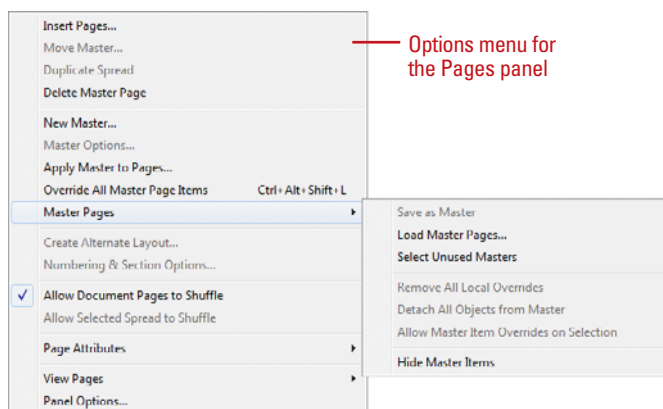 Insert Pages...
Move Master...
Duplicate Spread
Delete Master Page
New Master...
Master Options...
Apply Master to Pages...
Override All Master Page Items Ctrl+Alt+Shift+L
Master Pages
Create Alternate Layout...
Numbering & Section Options...
Allow Document Pages to Shuffle
Allow Selected Spread to Shuffle
Page Attributes
View Pages
Panel Options...
Options menu for
the Pages panel
Save as Master
Load Master Pages...
Select Unused Masters
Remove All Local Overrides
Detach All Objects from Master
Allow Master Item Overrides on Selection
Hide Master Items